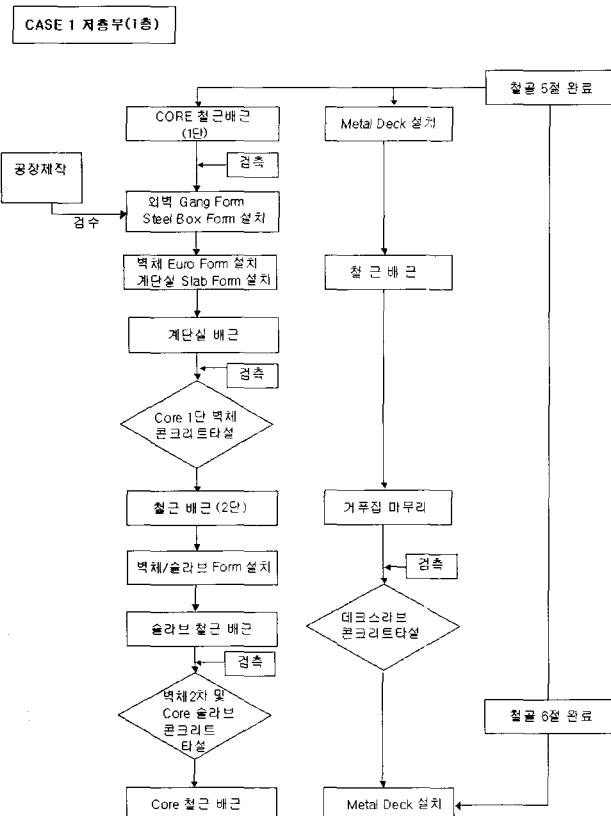 CASE 1 저층부(1층)
철골 5절 완료
CORE 철근배근
(1단)
Metal Deck 설치
검측
공장제작
검수
외벽 Gang Form
Steel Box Form 설치
벽체 Euro Form 설치
계단실 Slab Form 설치
철 근 배 근
계단실 배근
검측
Core 1단 벽체
콘크리트타설
철근 배근 (2단)
거푸집 마무리
벽체/슬라브 Form 설치
검측
슬라브 철근 배근
데크스라브
콘크리트타설
검측
벽체2차 및
Core 슬라브
콘크리트
타설
철골 6절 완료
Core 철근 배근
Metal Deck 설치